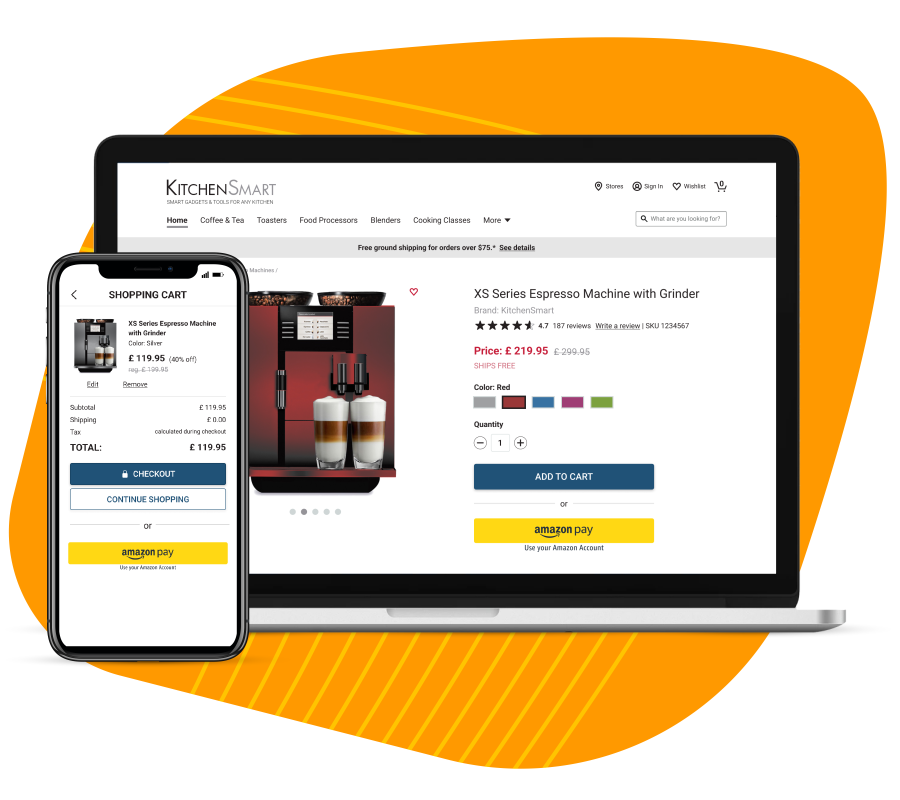 KITCHENSMART
SMART GADGETS & TOOLS FOR ANY KITCHEN
Stores Sign In Wishlist 0
Home Coffee & Tea Toasters Food Processors Blenders Cooking Classes More
What are you looking for?
Free ground shipping for orders over $75.* See details
Machines /
XS Series Espresso Machine with Grinder
Brand: KitchenSmart
4.7 187 reviews Write a review | SKU 1234567
Price: £ 219.95 £ 299.95
SHIPS FREE
Color: Red
Quantity
1
ADD TO CART
or
amazon pay
Use your Amazon Account
SHOPPING CART
XS Series Espresso Machine
with Grinder
Color: Silver
£ 119.95 (40% off)
reg. £ 199.95
Edit Remove
Subtotal £ 119.95
Shipping £ 0.00
Tax calculated during checkout
TOTAL: £ 119.95
CHECKOUT
CONTINUE SHOPPING
or
amazon pay
Use your Amazon Account